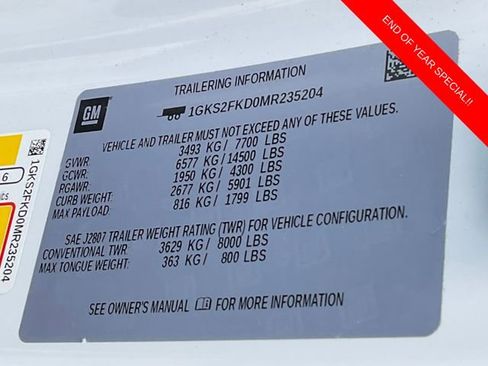 END OF YEAR SPECIAL!!
GM
TRAILERING INFORMATION
1GKS2FKD0MR235204
VEHICLE AND TRAILER MUST NOT EXCEED ANY OF THESE VALUES.
GVWR: 3493 KG / 7700 LBS
GCWR: 6577 KG / 14500 LBS
RGAWR: 1950 KG / 4300 LBS
CURB WEIGHT: 2677 KG / 5901 LBS
MAX PAYLOAD: 816 KG / 1799 LBS
SAE J2807 TRAILER WEIGHT RATING (TWR) FOR VEHICLE CONFIGURATION.
CONVENTIONAL TWR: 3629 KG / 8000 LBS
MAX TONGUE WEIGHT: 363 KG / 800 LBS
SEE OWNER'S MANUAL FOR MORE INFORMATION
1GKS2FKD0MR235204
6